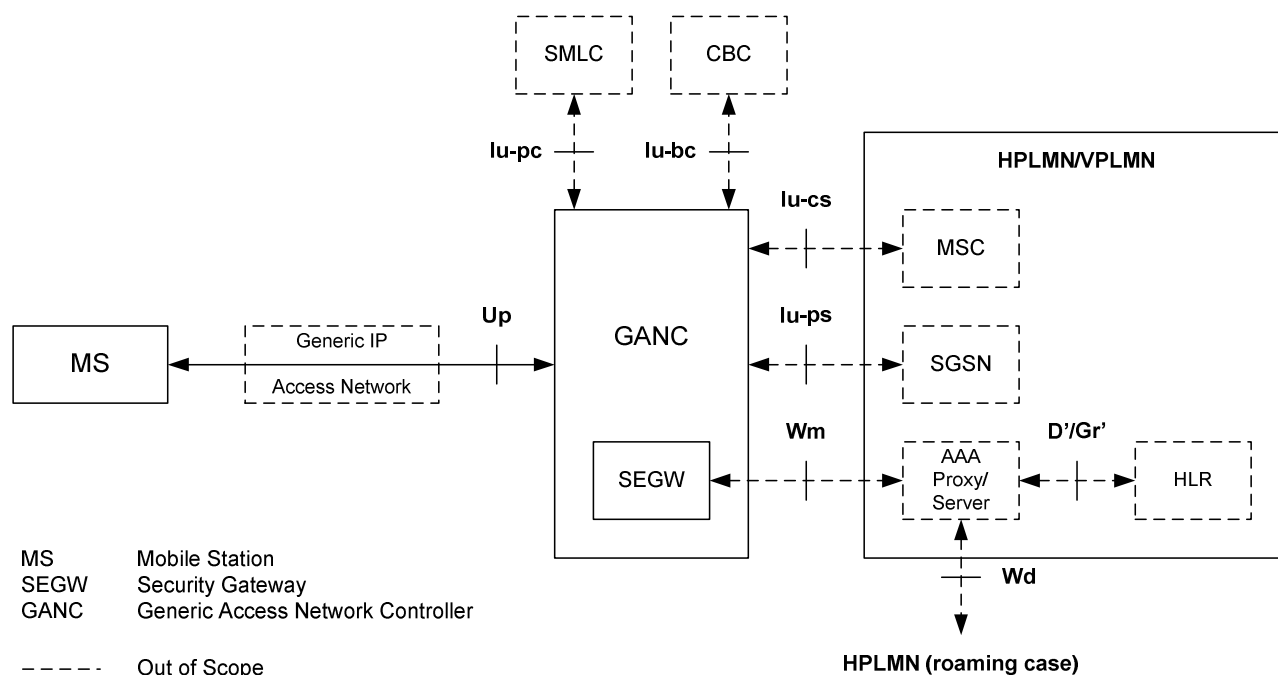 SMLC
CBC
Iu-pc
Iu-bc
HPLMN/VPLMN
Iu-cs
MSC
Up
Iu-ps
MS
Generic IP
Access Network
GANC
SGSN
Wm
D’/Gr’
SEGW
AAA
Proxy/
Server
HLR
Wd
HPLMN (roaming case)
MS Mobile Station
SEGW Security Gateway
GANC Generic Access Network Controller
Out of Scope